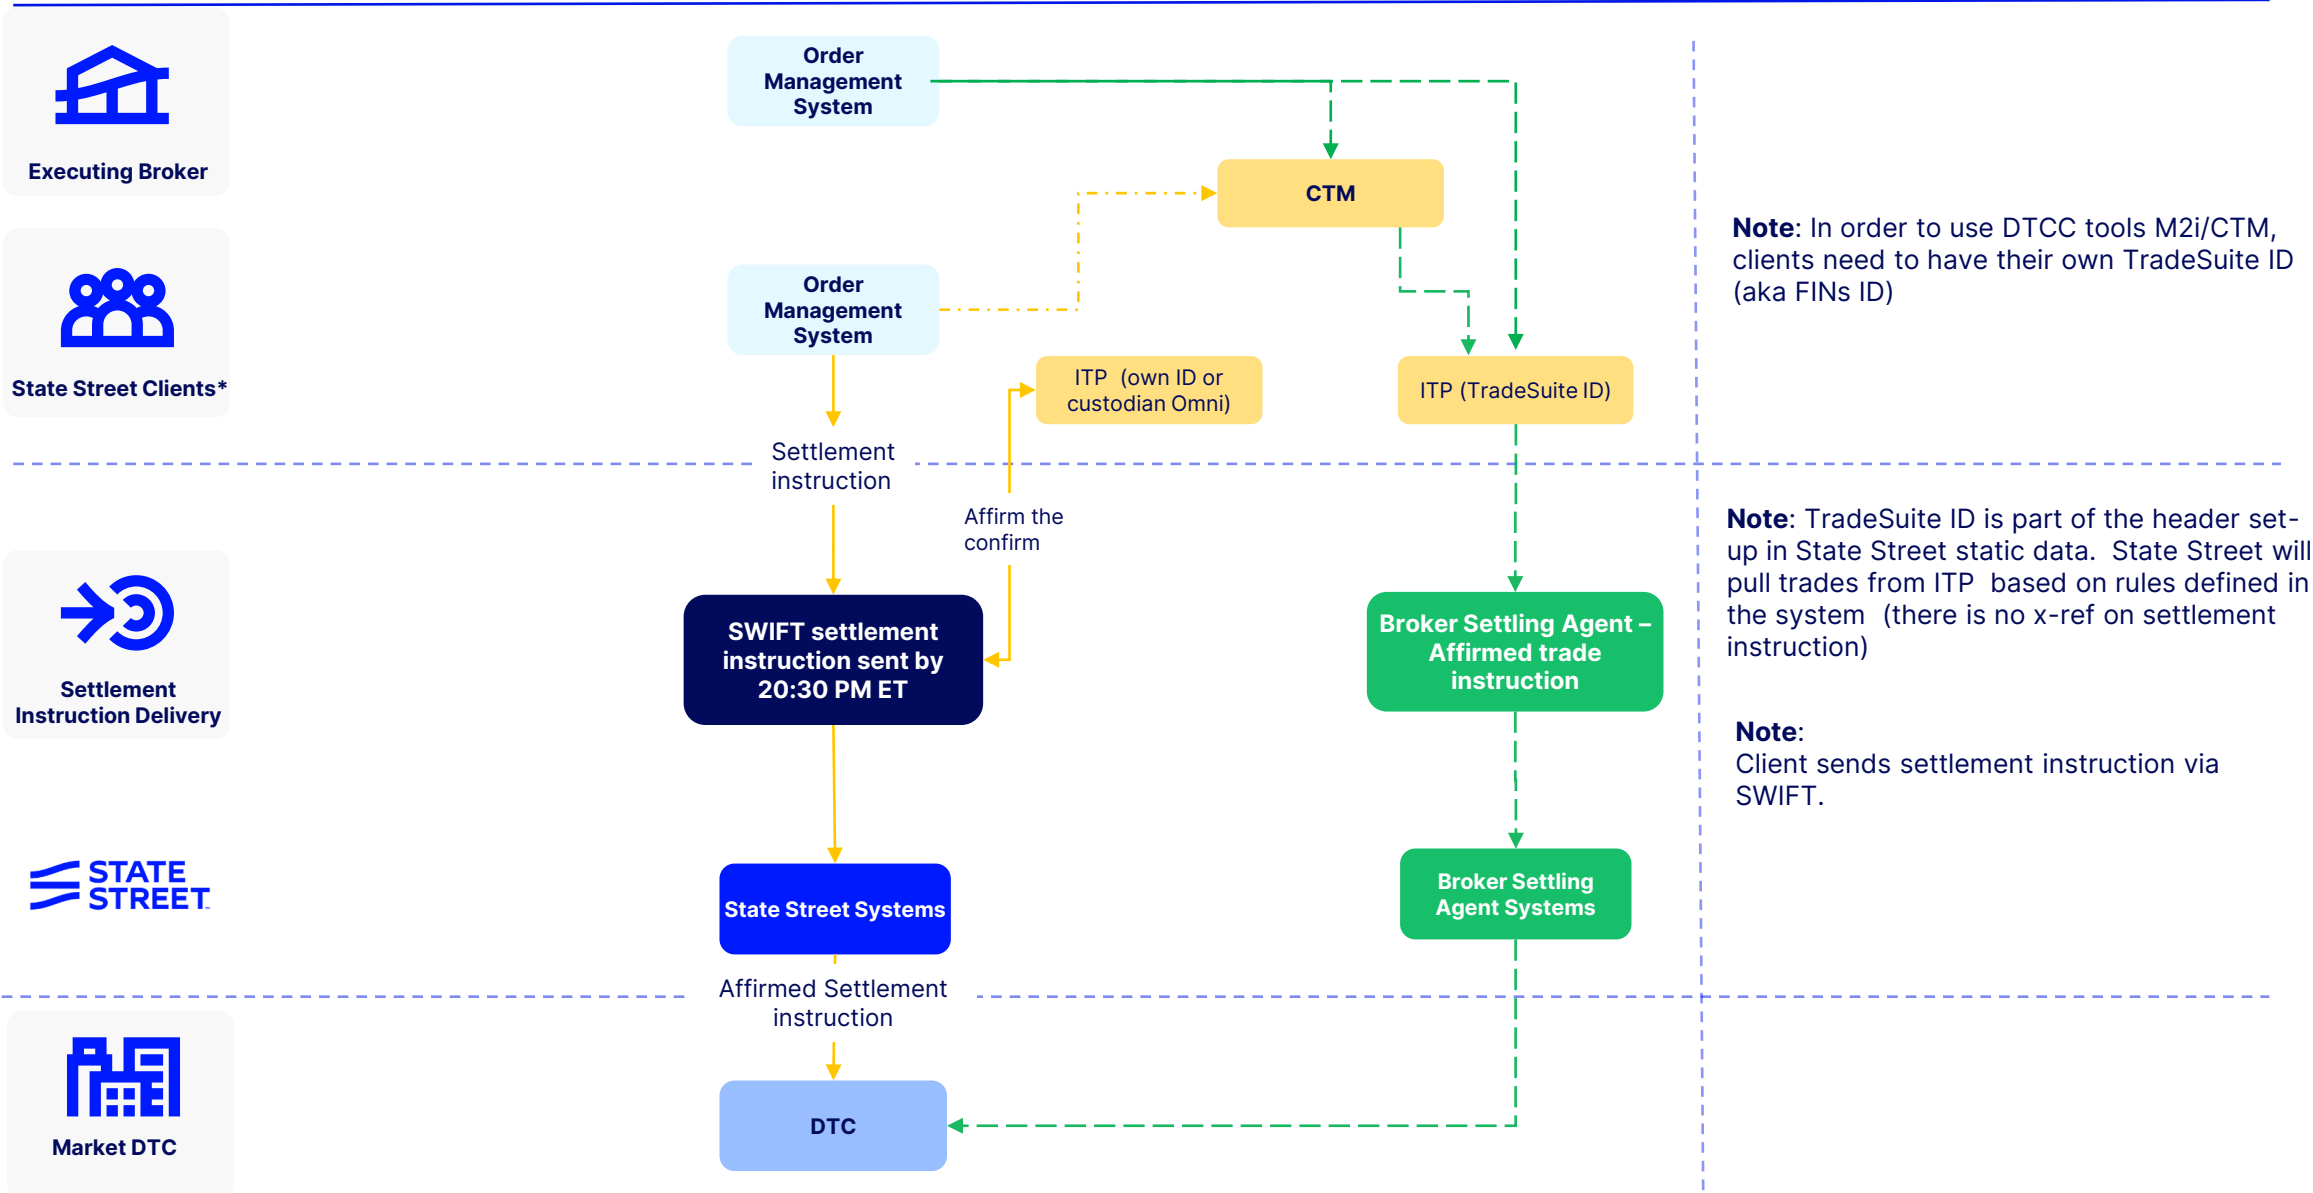 Order
Management
System
Executing Broker
CTM
Note: In order to use DTCC tools M2i/CTM,
clients need to have their own TradeSuite ID
(aka FINs ID)
Order
Management
System
State Street Clients*
ITP (own ID or
custodian Omni)
ITP (TradeSuite ID)
Settlement
instruction
Affirm the
confirm
Note: TradeSuite ID is part of the header set-
up in State Street static data. State Street will
pull trades from ITP based on rules defined in
the system (there is no x-ref on settlement
instruction)
Settlement
Instruction Delivery
SWIFT settlement
instruction sent by
20:30 PM ET
Broker Settling Agent –
Affirmed trade
instruction
Note:
Client sends settlement instruction via
SWIFT.
STATE
STREET
State Street Systems
Broker Settling
Agent Systems
Affirmed Settlement
instruction
Market DTC
DTC